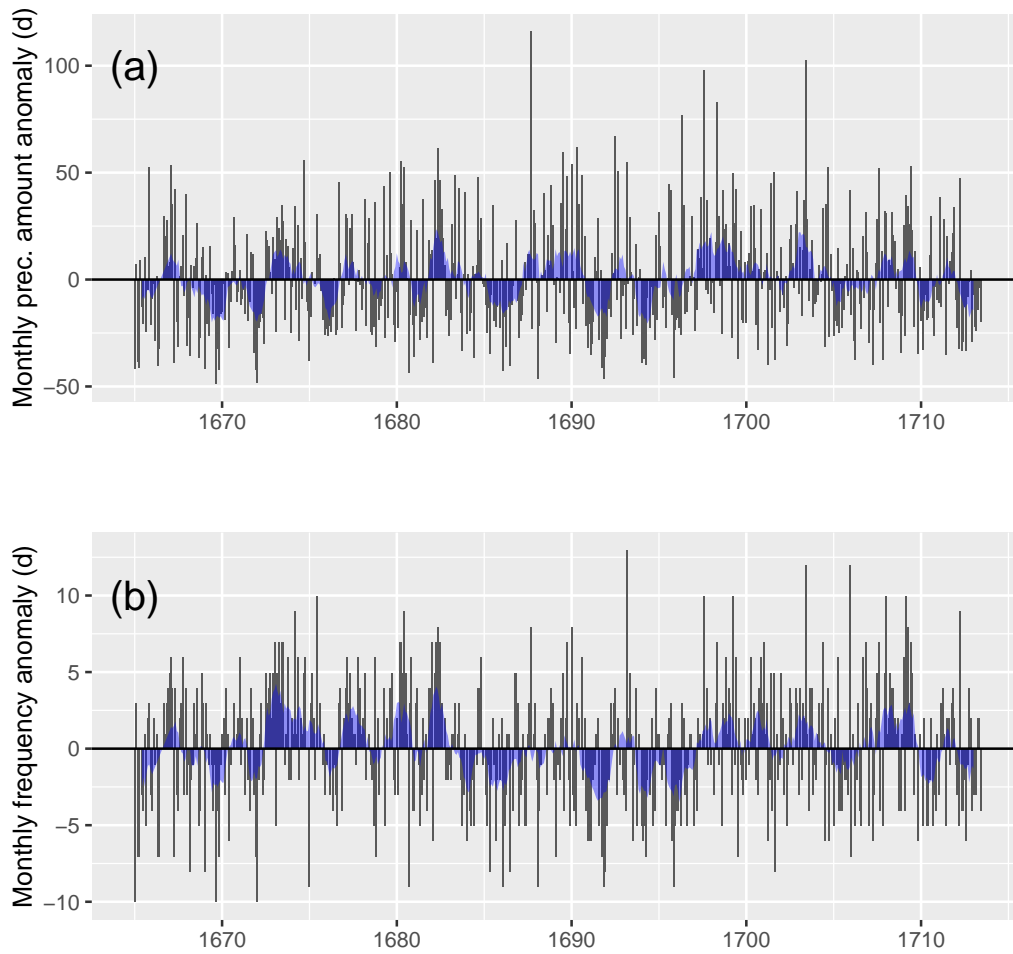 Monthly prec. amount anomaly (d)
(a)
100
50
0
−50
1670 1680 1690 1700 1710
Monthly frequency anomaly (d)
(b)
10
5
0
−5
−10
1670 1680 1690 1700 1710